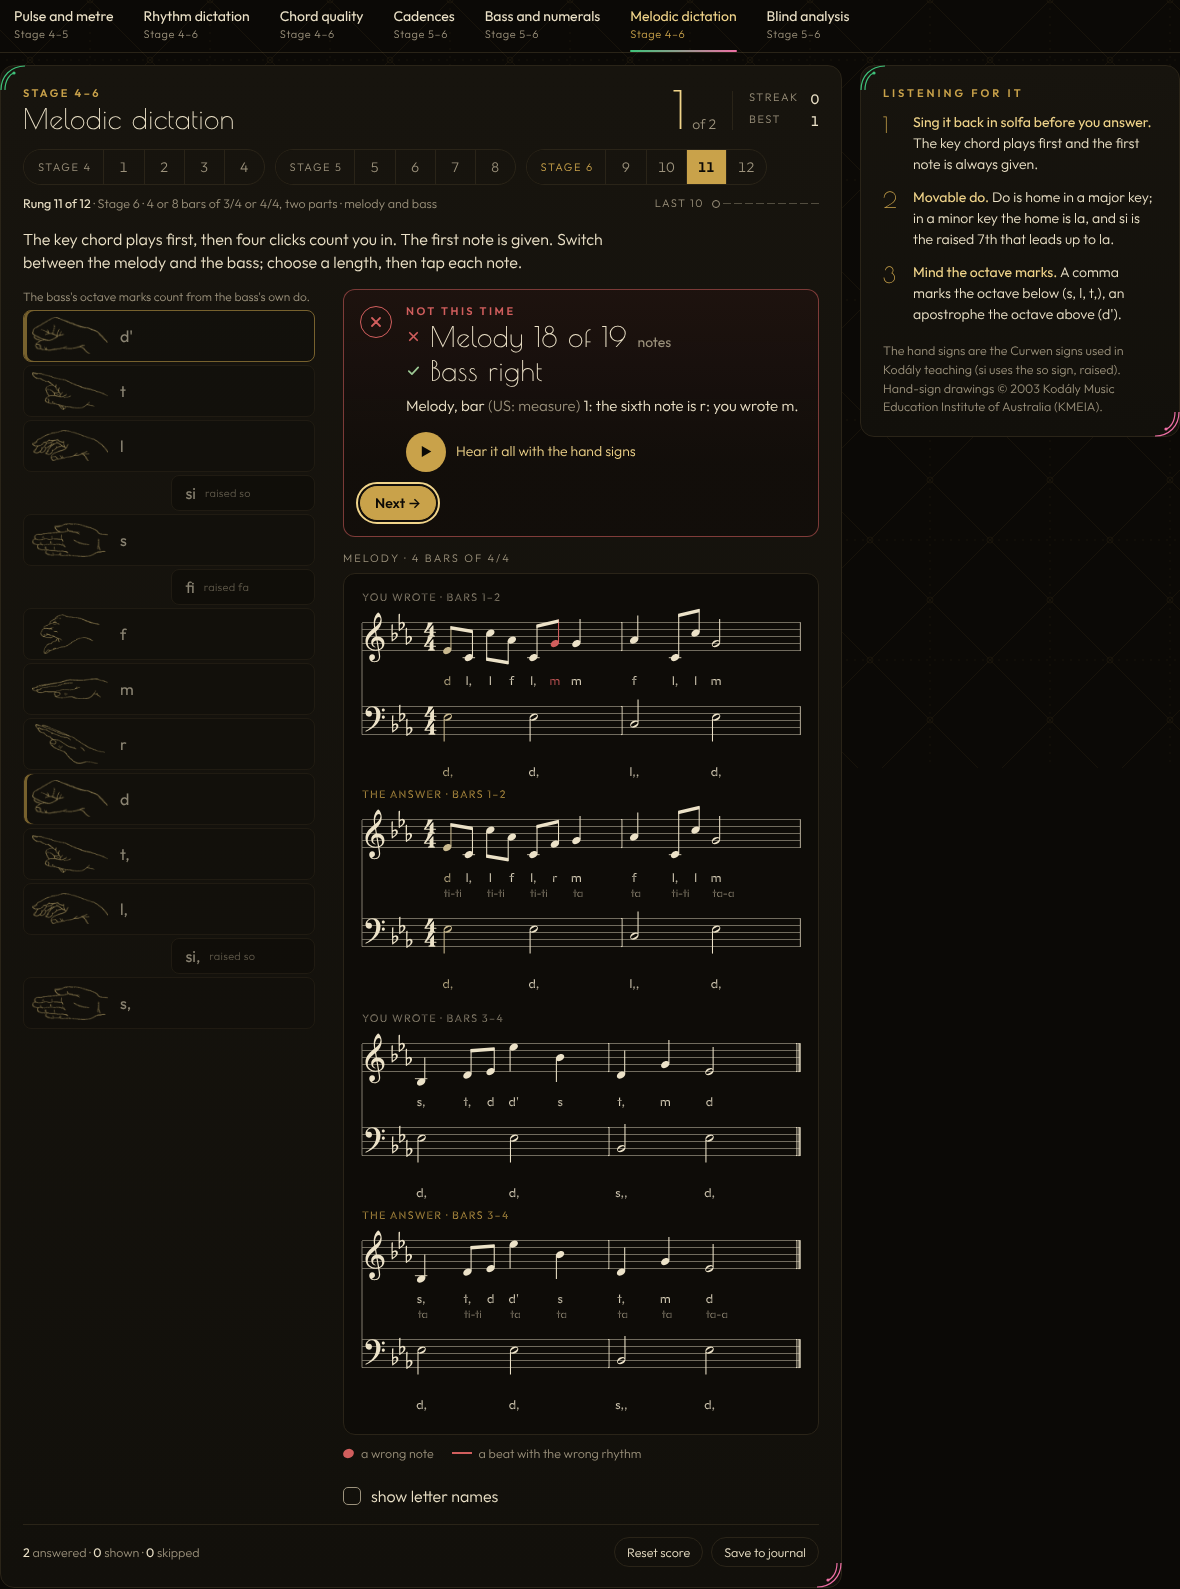 Pulse and metre
Stage 4–5
Rhythm dictation
Stage 4–6
Chord quality
Stage 4–6
Cadences
Stage 5–6
Bass and numerals
Stage 5–6
Melodic dictation
Stage 4–6
Blind analysis
Stage 5–6
STAGE 4–6
Melodic dictation
1 of 2
STREAK 0
BEST 1
STAGE 4 1 2 3 4
STAGE 5 5 6 7 8
STAGE 6 9 10 11 12
Rung 11 of 12 · Stage 6 · 4 or 8 bars of 3/4 or 4/4, two parts · melody and bass
LAST 10
The key chord plays first, then four clicks count you in. The first note is given. Switch
between the melody and the bass; choose a length, then tap each note.
The bass's octave marks count from the bass's own do.
d'
t
l
si raised so
s
fi raised fa
f
m
r
d
t,
l,
si, raised so
s,
NOT THIS TIME
Melody 18 of 19 notes
Bass right
Melody, bar (US: measure) 1: the sixth note is r: you wrote m.
Hear it all with the hand signs
Next →
MELODY · 4 BARS OF 4/4
YOU WROTE · BARS 1–2
4 4
d l, l f l, m m f l, l m
4 4
d, d, l,, d,
THE ANSWER · BARS 1–2
4 4
d l, l f l, r m f l, l m
ti-ti ti-ti ti-ti ta ta ti-ti ta-a
4 4
d, d, l,, d,
YOU WROTE · BARS 3–4
s, t, d d' s t, m d
d, d, s,, d,
THE ANSWER · BARS 3–4
s, t, d d' s t, m d
ta ti-ti ta ta ta ta ta-a
d, d, s,, d,
a wrong note
a beat with the wrong rhythm
show letter names
2 answered · 0 shown · 0 skipped
Reset score
Save to journal
LISTENING FOR IT
1 Sing it back in solfa before you answer.
The key chord plays first and the first
note is always given.
2 Movable do. Do is home in a major key;
in a minor key the home is la, and si is
the raised 7th that leads up to la.
3 Mind the octave marks. A comma
marks the octave below (s, l, t,), an
apostrophe the octave above (d').
The hand signs are the Curwen signs used in
Kodály teaching (si uses the so sign, raised).
Hand-sign drawings © 2003 Kodály Music
Education Institute of Australia (KMEIA).